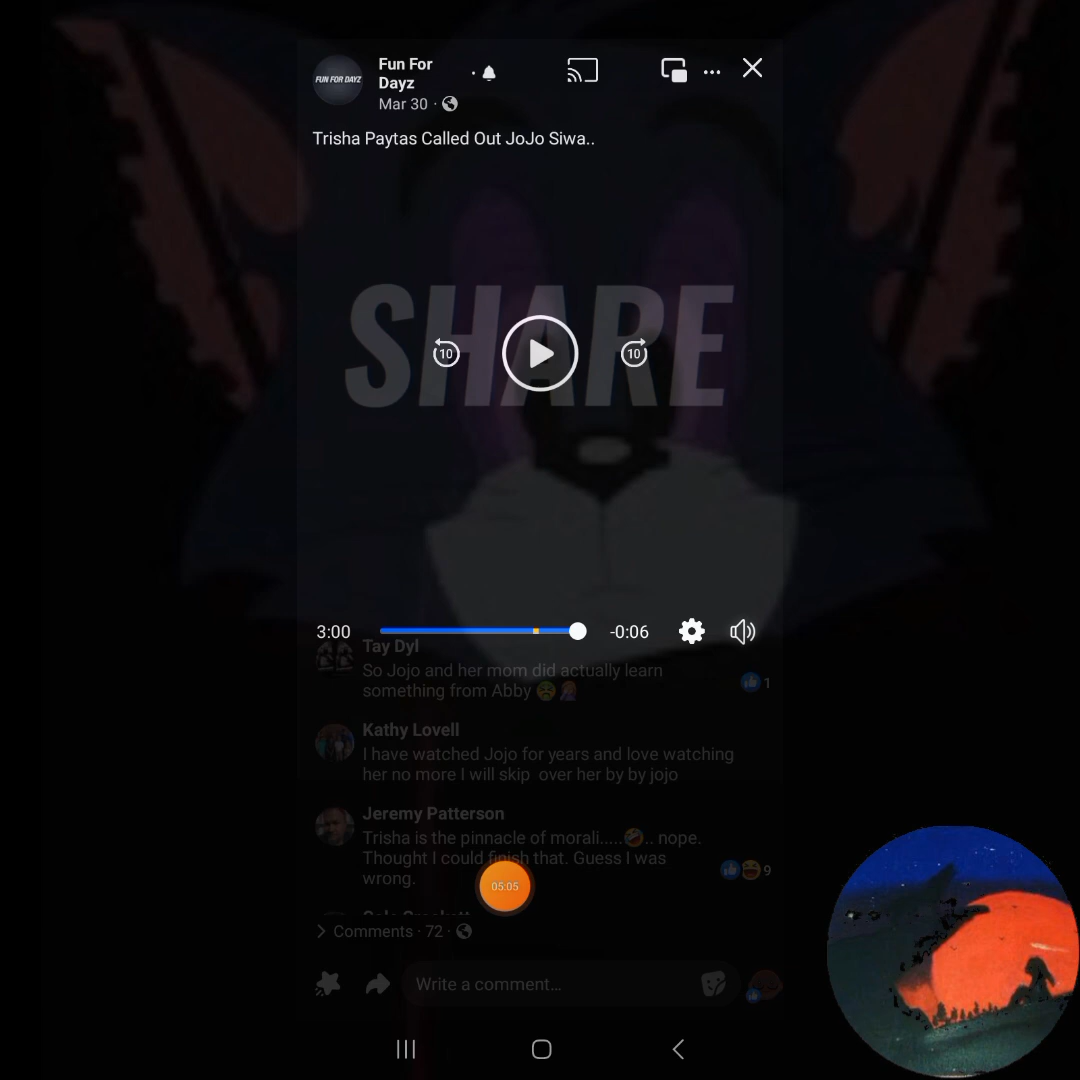 FUN FOR DAYZ
Fun For
Dayz
Mar 30 ·
Trisha Paytas Called Out JoJo Siwa..
SHARE
10
10
3:00
-0:06
Tay Dyl
So Jojo and her mom did actually learn
something from Abby
1
Kathy Lovell
I have watched Jojo for years and love watching
her no more I will skip over her by by jojo
Jeremy Patterson
Trisha is the pinnacle of morali..... .. nope.
Thought I could finish that. Guess I was
wrong.
9
05:05
Comments · 72 ·
Write a comment...